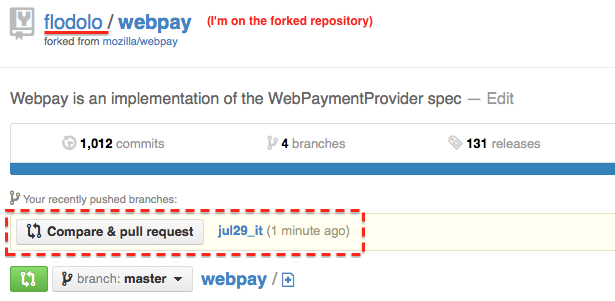 flodolo / webpay (I'm on the forked repository)
forked from mozilla/webpay
Webpay is an implementation of the WebPaymentProvider spec — Edit
1,012 commits 4 branches 131 releases
Your recently pushed branches:
Compare & pull request jul29_it (1 minute ago)
branch: master webpay /